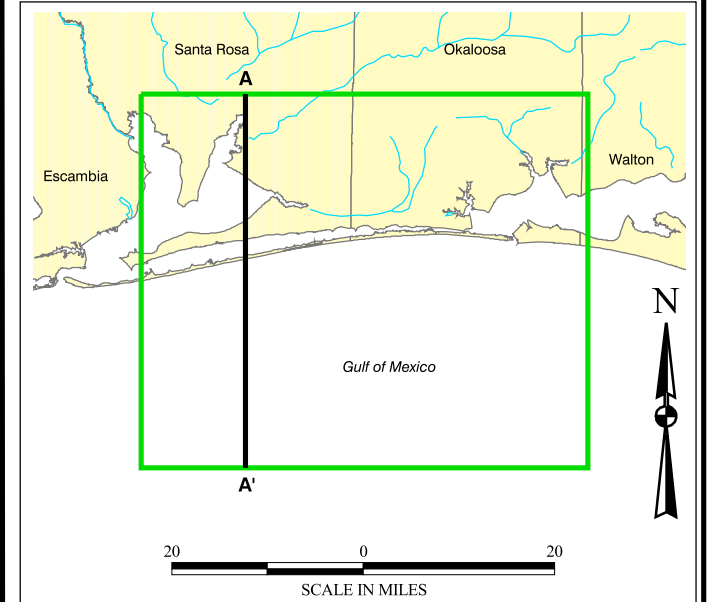 Santa Rosa
Okaloosa
A
Walton
Escambia
N
Gulf of Mexico
A'
20 0 20
SCALE IN MILES